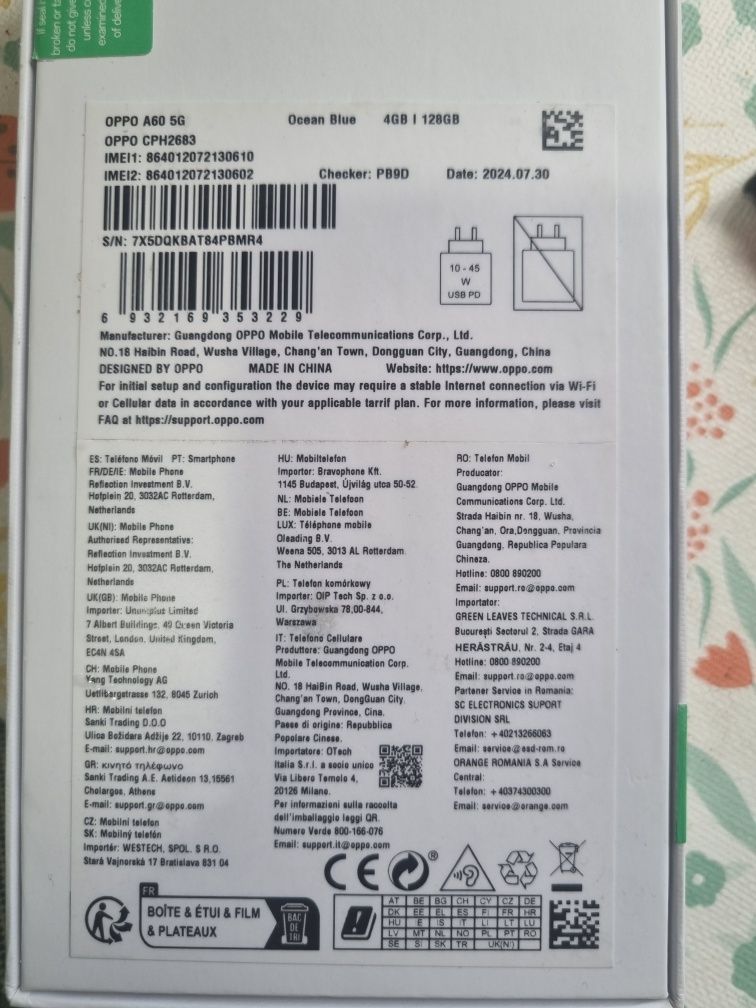 If seal i
broken or ta
do not give
unless c
examined
of delive
OPPO A60 5G Ocean Blue 4GB | 128GB
OPPO CPH2683
IMEI1: 864012072130610
IMEI2: 864012072130602 Checker: PB9D Date: 2024.07.30
S/N: 7X5DQKBAT84PBMR4
10 - 45
W
USB PD
6 932169 353229
Manufacturer: Guangdong OPPO Mobile Telecommunications Corp., Ltd.
NO.18 Haibin Road, Wusha Village, Chang'an Town, Dongguan City, Guangdong, China
DESIGNED BY OPPO MADE IN CHINA Website: https://www.oppo.com
For initial setup and configuration the device may require a stable Internet connection via Wi-Fi
or Cellular data in accordance with your applicable tarrif plan. For more information, please visit
FAQ at https://support.oppo.com
ES: Teléfono Móvil PT: Smartphone
FR/DE/IE: Mobile Phone
Reflection Investment B.V.
Hofplein 20, 3032AC Rotterdam,
Netherlands
UK(NI): Mobile Phone
Authorised Representative:
Reflection Investment B.V.
Hofplein 20, 3032AC Rotterdam,
Netherlands
UK(GB): Mobile Phone
Importer: Unumplus Limited
7 Albert Buildings, 49 Queen Victoria
Street, London, United Kingdom,
EC4N 4SA
CH: Mobile Phone
Yang Technology AG
Uetlibergstrasse 132, 8045 Zurich
HR: Mobilni telefon
Sanki Trading D.O.O
Ulica Božidara Adžije 22, 10110, Zagreb
E-mail: support.hr@oppo.com
GR: κινητό τηλέφωνο
Sanki Trading A.E. Aetideon 13,15561
Cholargos, Athens
E-mail: support.gr@oppo.com
CZ: Mobilní telefon
SK: Mobilný telefón
Importér: WESTECH, SPOL. S R.O.
Stará Vajnorská 17 Bratislava 831 04
HU: Mobiltelefon
Importor: Bravophone Kft.
1145 Budapest, Újvilág utca 50-52.
NL: Mobiele Telefoon
BE: Mobiele Telefoon
LUX: Téléphone mobile
Oleading B.V.
Weena 505, 3013 AL Rotterdam.
The Netherlands
PL: Telefon komórkowy
Importer: OIP Tech Sp. z o.o.
Ul. Grzybowska 78,00-844,
Warszawa
IT: Telefono Cellulare
Produttore: Guangdong OPPO
Mobile Telecommunication Corp.
Ltd.
NO. 18 HaiBin Road, Wusha Village,
Chang'an Town, DongGuan City,
Guangdong Province, Cina.
Paese di origine: Repubblica
Popolare Cinese.
Importatore: OTech
Italia S.r.l. a socio unico
Via Libero Temolo 4,
20126 Milano.
Per informazioni sulla raccolta
dell'imballaggio leggi QR.
Numero Verde 800-166-076
Email: support.it@oppo.com
RO: Telefon Mobil
Producator:
Guangdong OPPO Mobile
Communications Corp. Ltd.
Strada Haibin nr. 18, Wusha,
Chang'an, Ora,Dongguan, Provincia
Guangdong, Republica Populara
Chineza.
Hotline: 0800 890200
Email: support.ro@oppo.com
Importator:
GREEN LEAVES TECHNICAL S.R.L.
București Sectorul 2, Strada GARA
HERĂSTRĂU, Nr. 2-4, Etaj 4
Hotline: 0800 890200
Email: support.ro@oppo.com
Partener Service in Romania:
SC ELECTRONICS SUPORT
DIVISION SRL
Telefon: +40213266063
Email: service@esd-rom.ro
ORANGE ROMANIA S.A Service
Central:
Telefon: +40374300300
Email: service@orange.com
CE ®
FR
BOÎTE & ÉTUI & FILM
& PLATEAUX
BAC
DE
TRI
AT BE BG CH CY CZ DE
DK EE EL ES FI FR HR
HU IE IS IT LI LT LU
LV MT NL NO PL PT RO
SE SI SK TR UK(NI)